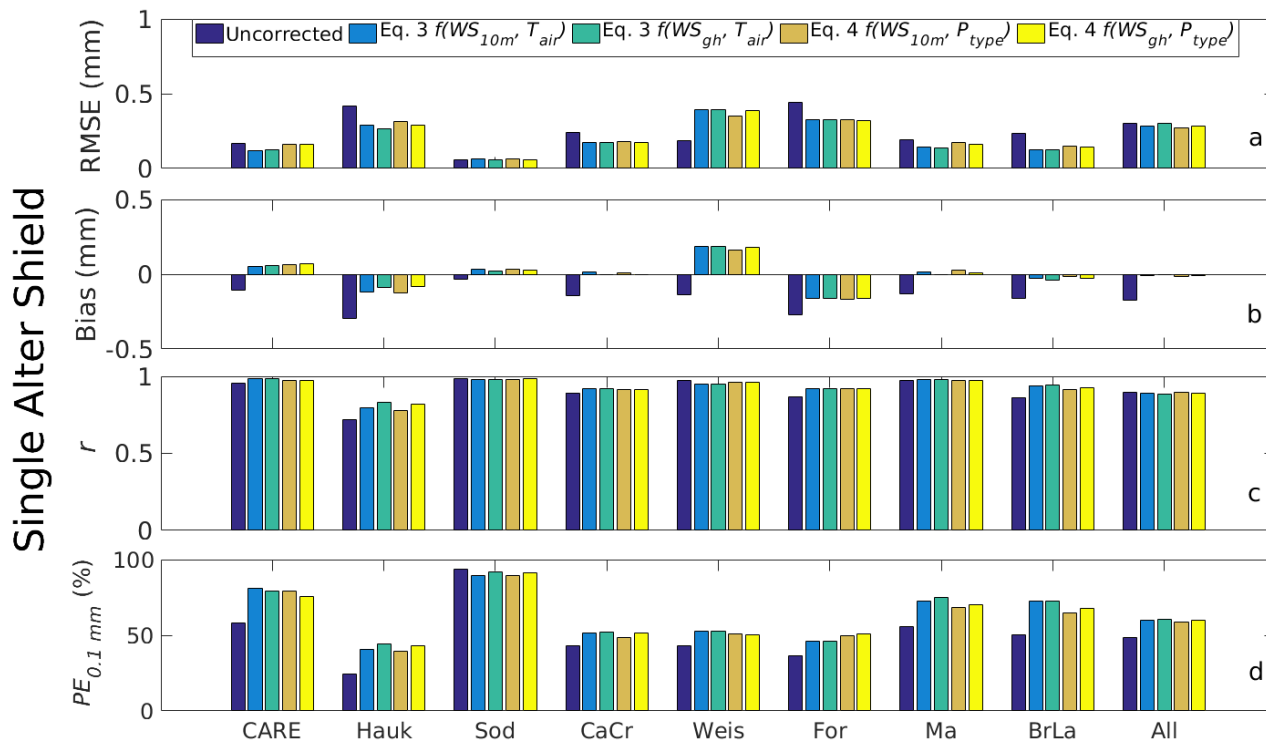 Single Alter Shield
Uncorrected Eq. 3 f(WS10m, Tair) Eq. 3 f(WSgh, Tair) Eq. 4 f(WS10m, Ptype) Eq. 4 f(WSgh, Ptype)
RMSE (mm)
1
0.5
0
a
Bias (mm)
0.5
0
-0.5
b
r
1
0.5
0
c
PE0.1 mm (%)
100
50
0
d
CARE Hauk Sod CaCr Weis For Ma BrLa All